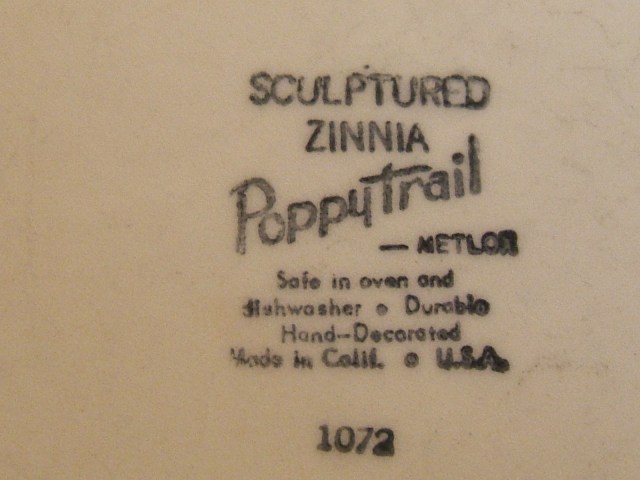 SCULPTURED
ZINNIA
Poppytrail
— METLOX
Safe in oven and
dishwasher • Durable
Hand-Decorated
Made in Calif. • U.S.A.
1072